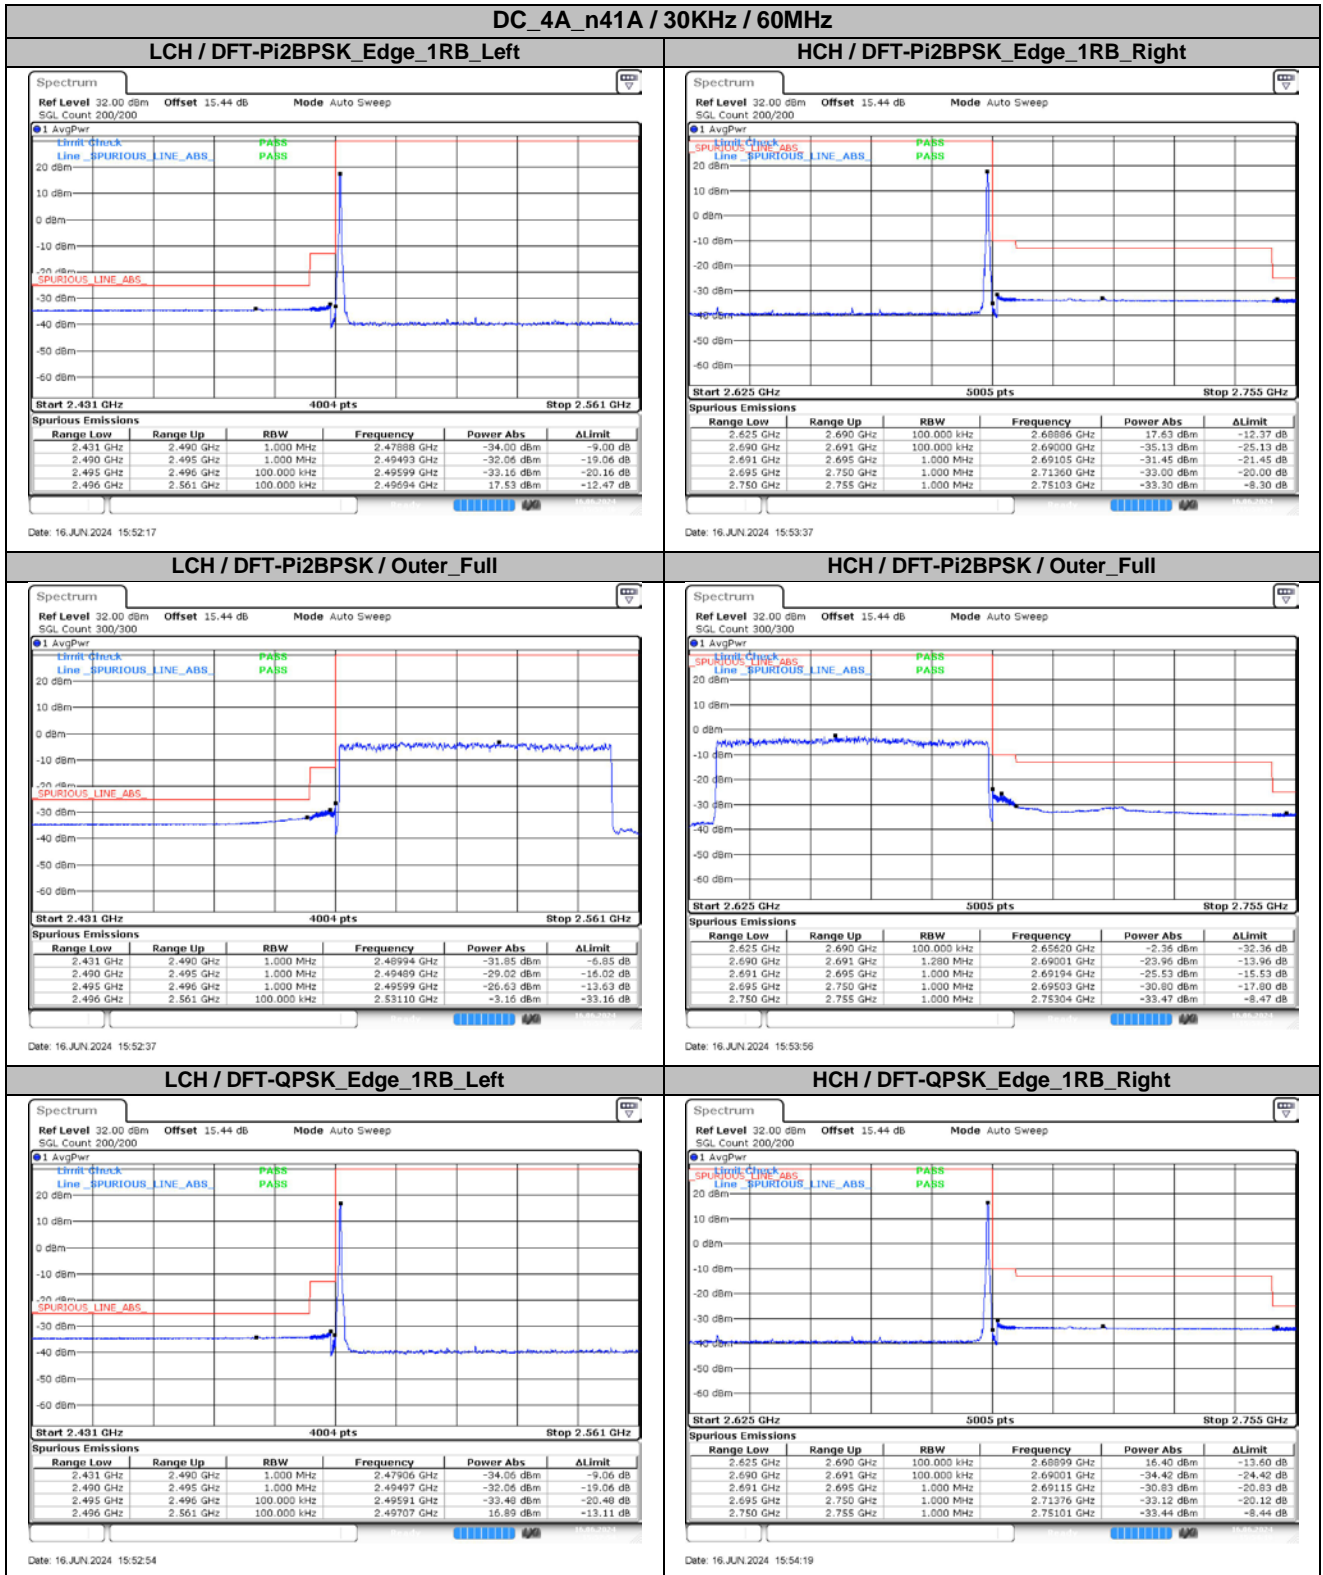 DC_4A_n41A / 30KHz / 60MHz
LCH / DFT-Pi2BPSK_Edge_1RB_Left
HCH / DFT-Pi2BPSK_Edge_1RB_Right
Spectrum
Ref Level 32.00 dBm Offset 15.44 dB Mode Auto Sweep
SGL Count 200/200
1 AvgPwr
Limit Check PASS
Line _SPURIOUS_LINE_ABS_ PASS
20 dBm
10 dBm
0 dBm
-10 dBm
-20 dBm
_SPURIOUS_LINE_ABS_
-30 dBm
-40 dBm
-50 dBm
-60 dBm
Start 2.431 GHz 4004 pts Stop 2.561 GHz
Spurious Emissions
Range Low Range Up RBW Frequency Power Abs ΔLimit
2.431 GHz 2.490 GHz 1.000 MHz 2.47888 GHz -34.00 dBm -9.00 dB
2.490 GHz 2.495 GHz 1.000 MHz 2.49493 GHz -32.06 dBm -19.06 dB
2.495 GHz 2.496 GHz 100.000 kHz 2.49599 GHz -33.16 dBm -20.16 dB
2.496 GHz 2.561 GHz 100.000 kHz 2.49694 GHz 17.53 dBm -12.47 dB
Date: 16.JUN.2024 15:52:17
Spectrum
Ref Level 32.00 dBm Offset 15.44 dB Mode Auto Sweep
SGL Count 200/200
1 AvgPwr
Limit Check PASS
_SPURIOUS_LINE_ABS_
Line _SPURIOUS_LINE_ABS_ PASS
20 dBm
10 dBm
0 dBm
-10 dBm
-20 dBm
-30 dBm
-40 dBm
-50 dBm
-60 dBm
Start 2.625 GHz 5005 pts Stop 2.755 GHz
Spurious Emissions
Range Low Range Up RBW Frequency Power Abs ΔLimit
2.625 GHz 2.690 GHz 100.000 kHz 2.68886 GHz 17.63 dBm -12.37 dB
2.690 GHz 2.691 GHz 100.000 kHz 2.69000 GHz -35.13 dBm -25.13 dB
2.691 GHz 2.695 GHz 1.000 MHz 2.69105 GHz -31.45 dBm -21.45 dB
2.695 GHz 2.750 GHz 1.000 MHz 2.71360 GHz -33.00 dBm -20.00 dB
2.750 GHz 2.755 GHz 1.000 MHz 2.75103 GHz -33.30 dBm -8.30 dB
Date: 16.JUN.2024 15:53:37
LCH / DFT-Pi2BPSK / Outer_Full
HCH / DFT-Pi2BPSK / Outer_Full
Spectrum
Ref Level 32.00 dBm Offset 15.44 dB Mode Auto Sweep
SGL Count 300/300
1 AvgPwr
Limit Check PASS
Line _SPURIOUS_LINE_ABS_ PASS
20 dBm
10 dBm
0 dBm
-10 dBm
-20 dBm
_SPURIOUS_LINE_ABS_
-30 dBm
-40 dBm
-50 dBm
-60 dBm
Start 2.431 GHz 4004 pts Stop 2.561 GHz
Spurious Emissions
Range Low Range Up RBW Frequency Power Abs ΔLimit
2.431 GHz 2.490 GHz 1.000 MHz 2.48994 GHz -31.85 dBm -6.85 dB
2.490 GHz 2.495 GHz 1.000 MHz 2.49489 GHz -29.02 dBm -16.02 dB
2.495 GHz 2.496 GHz 1.000 MHz 2.49599 GHz -26.63 dBm -13.63 dB
2.496 GHz 2.561 GHz 100.000 kHz 2.53110 GHz -3.16 dBm -33.16 dB
Date: 16.JUN.2024 15:52:37
Spectrum
Ref Level 32.00 dBm Offset 15.44 dB Mode Auto Sweep
SGL Count 300/300
1 AvgPwr
Limit Check PASS
_SPURIOUS_LINE_ABS_
Line _SPURIOUS_LINE_ABS_ PASS
20 dBm
10 dBm
0 dBm
-10 dBm
-20 dBm
-30 dBm
-40 dBm
-50 dBm
-60 dBm
Start 2.625 GHz 5005 pts Stop 2.755 GHz
Spurious Emissions
Range Low Range Up RBW Frequency Power Abs ΔLimit
2.625 GHz 2.690 GHz 100.000 kHz 2.65620 GHz -2.36 dBm -32.36 dB
2.690 GHz 2.691 GHz 1.280 MHz 2.69001 GHz -23.96 dBm -13.96 dB
2.691 GHz 2.695 GHz 1.000 MHz 2.69194 GHz -25.53 dBm -15.53 dB
2.695 GHz 2.750 GHz 1.000 MHz 2.69503 GHz -30.80 dBm -17.80 dB
2.750 GHz 2.755 GHz 1.000 MHz 2.75304 GHz -33.47 dBm -8.47 dB
Date: 16.JUN.2024 15:53:56
LCH / DFT-QPSK_Edge_1RB_Left
HCH / DFT-QPSK_Edge_1RB_Right
Spectrum
Ref Level 32.00 dBm Offset 15.44 dB Mode Auto Sweep
SGL Count 200/200
1 AvgPwr
Limit Check PASS
Line _SPURIOUS_LINE_ABS_ PASS
20 dBm
10 dBm
0 dBm
-10 dBm
-20 dBm
_SPURIOUS_LINE_ABS_
-30 dBm
-40 dBm
-50 dBm
-60 dBm
Start 2.431 GHz 4004 pts Stop 2.561 GHz
Spurious Emissions
Range Low Range Up RBW Frequency Power Abs ΔLimit
2.431 GHz 2.490 GHz 1.000 MHz 2.47906 GHz -34.06 dBm -9.06 dB
2.490 GHz 2.495 GHz 1.000 MHz 2.49497 GHz -32.06 dBm -19.06 dB
2.495 GHz 2.496 GHz 100.000 kHz 2.49591 GHz -33.48 dBm -20.48 dB
2.496 GHz 2.561 GHz 100.000 kHz 2.49707 GHz 16.89 dBm -13.11 dB
Date: 16.JUN.2024 15:52:54
Spectrum
Ref Level 32.00 dBm Offset 15.44 dB Mode Auto Sweep
SGL Count 200/200
1 AvgPwr
Limit Check PASS
_SPURIOUS_LINE_ABS_
Line _SPURIOUS_LINE_ABS_ PASS
20 dBm
10 dBm
0 dBm
-10 dBm
-20 dBm
-30 dBm
-40 dBm
-50 dBm
-60 dBm
Start 2.625 GHz 5005 pts Stop 2.755 GHz
Spurious Emissions
Range Low Range Up RBW Frequency Power Abs ΔLimit
2.625 GHz 2.690 GHz 100.000 kHz 2.68899 GHz 16.40 dBm -13.60 dB
2.690 GHz 2.691 GHz 100.000 kHz 2.69001 GHz -34.42 dBm -24.42 dB
2.691 GHz 2.695 GHz 1.000 MHz 2.69115 GHz -30.83 dBm -20.83 dB
2.695 GHz 2.750 GHz 1.000 MHz 2.71376 GHz -33.12 dBm -20.12 dB
2.750 GHz 2.755 GHz 1.000 MHz 2.75101 GHz -33.44 dBm -8.44 dB
Date: 16.JUN.2024 15:54:19